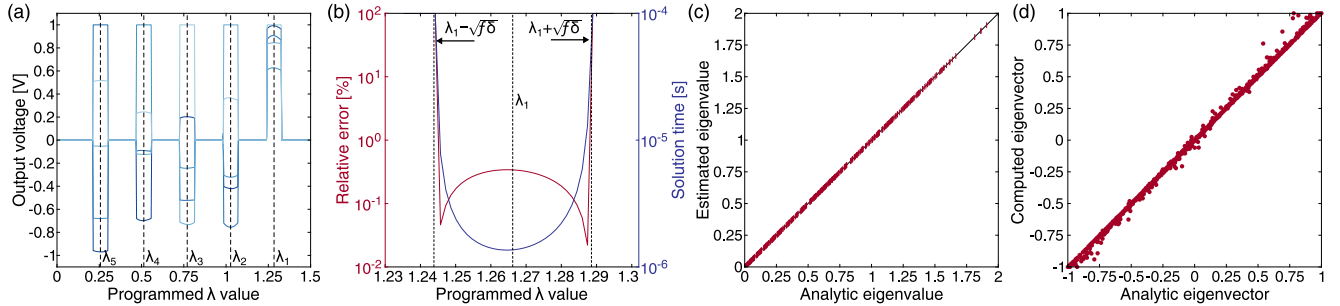 (a)
1
0.8
0.6
0.4
0.2
0
-0.2
-0.4
-0.6
-0.8
-1
Output voltage [V]
λ5
λ4
λ3
λ2
λ1
0 0.25 0.5 0.75 1 1.25 1.5
Programmed λ value
(b)
10² %
10¹ %
10⁰ %
10⁻¹ %
10⁻² %
Relative error [%]
λ₁−√fδ
λ₁+√fδ
λ₁
10⁻⁴
10⁻⁵
10⁻⁶
Solution time [s]
1.23 1.24 1.25 1.26 1.27 1.28 1.29 1.3
Programmed λ value
(c)
2
1.75
1.5
1.25
1
0.75
0.5
0.25
0
Estimated eigenvalue
0 0.25 0.5 0.75 1 1.25 1.5 1.75 2
Analytic eigenvalue
(d)
1
0.75
0.5
0.25
0
-0.25
-0.5
-0.75
-1
Computed eigenvector
-1 -0.75 -0.5 -0.25 0 0.25 0.5 0.75 1
Analytic eigenvector